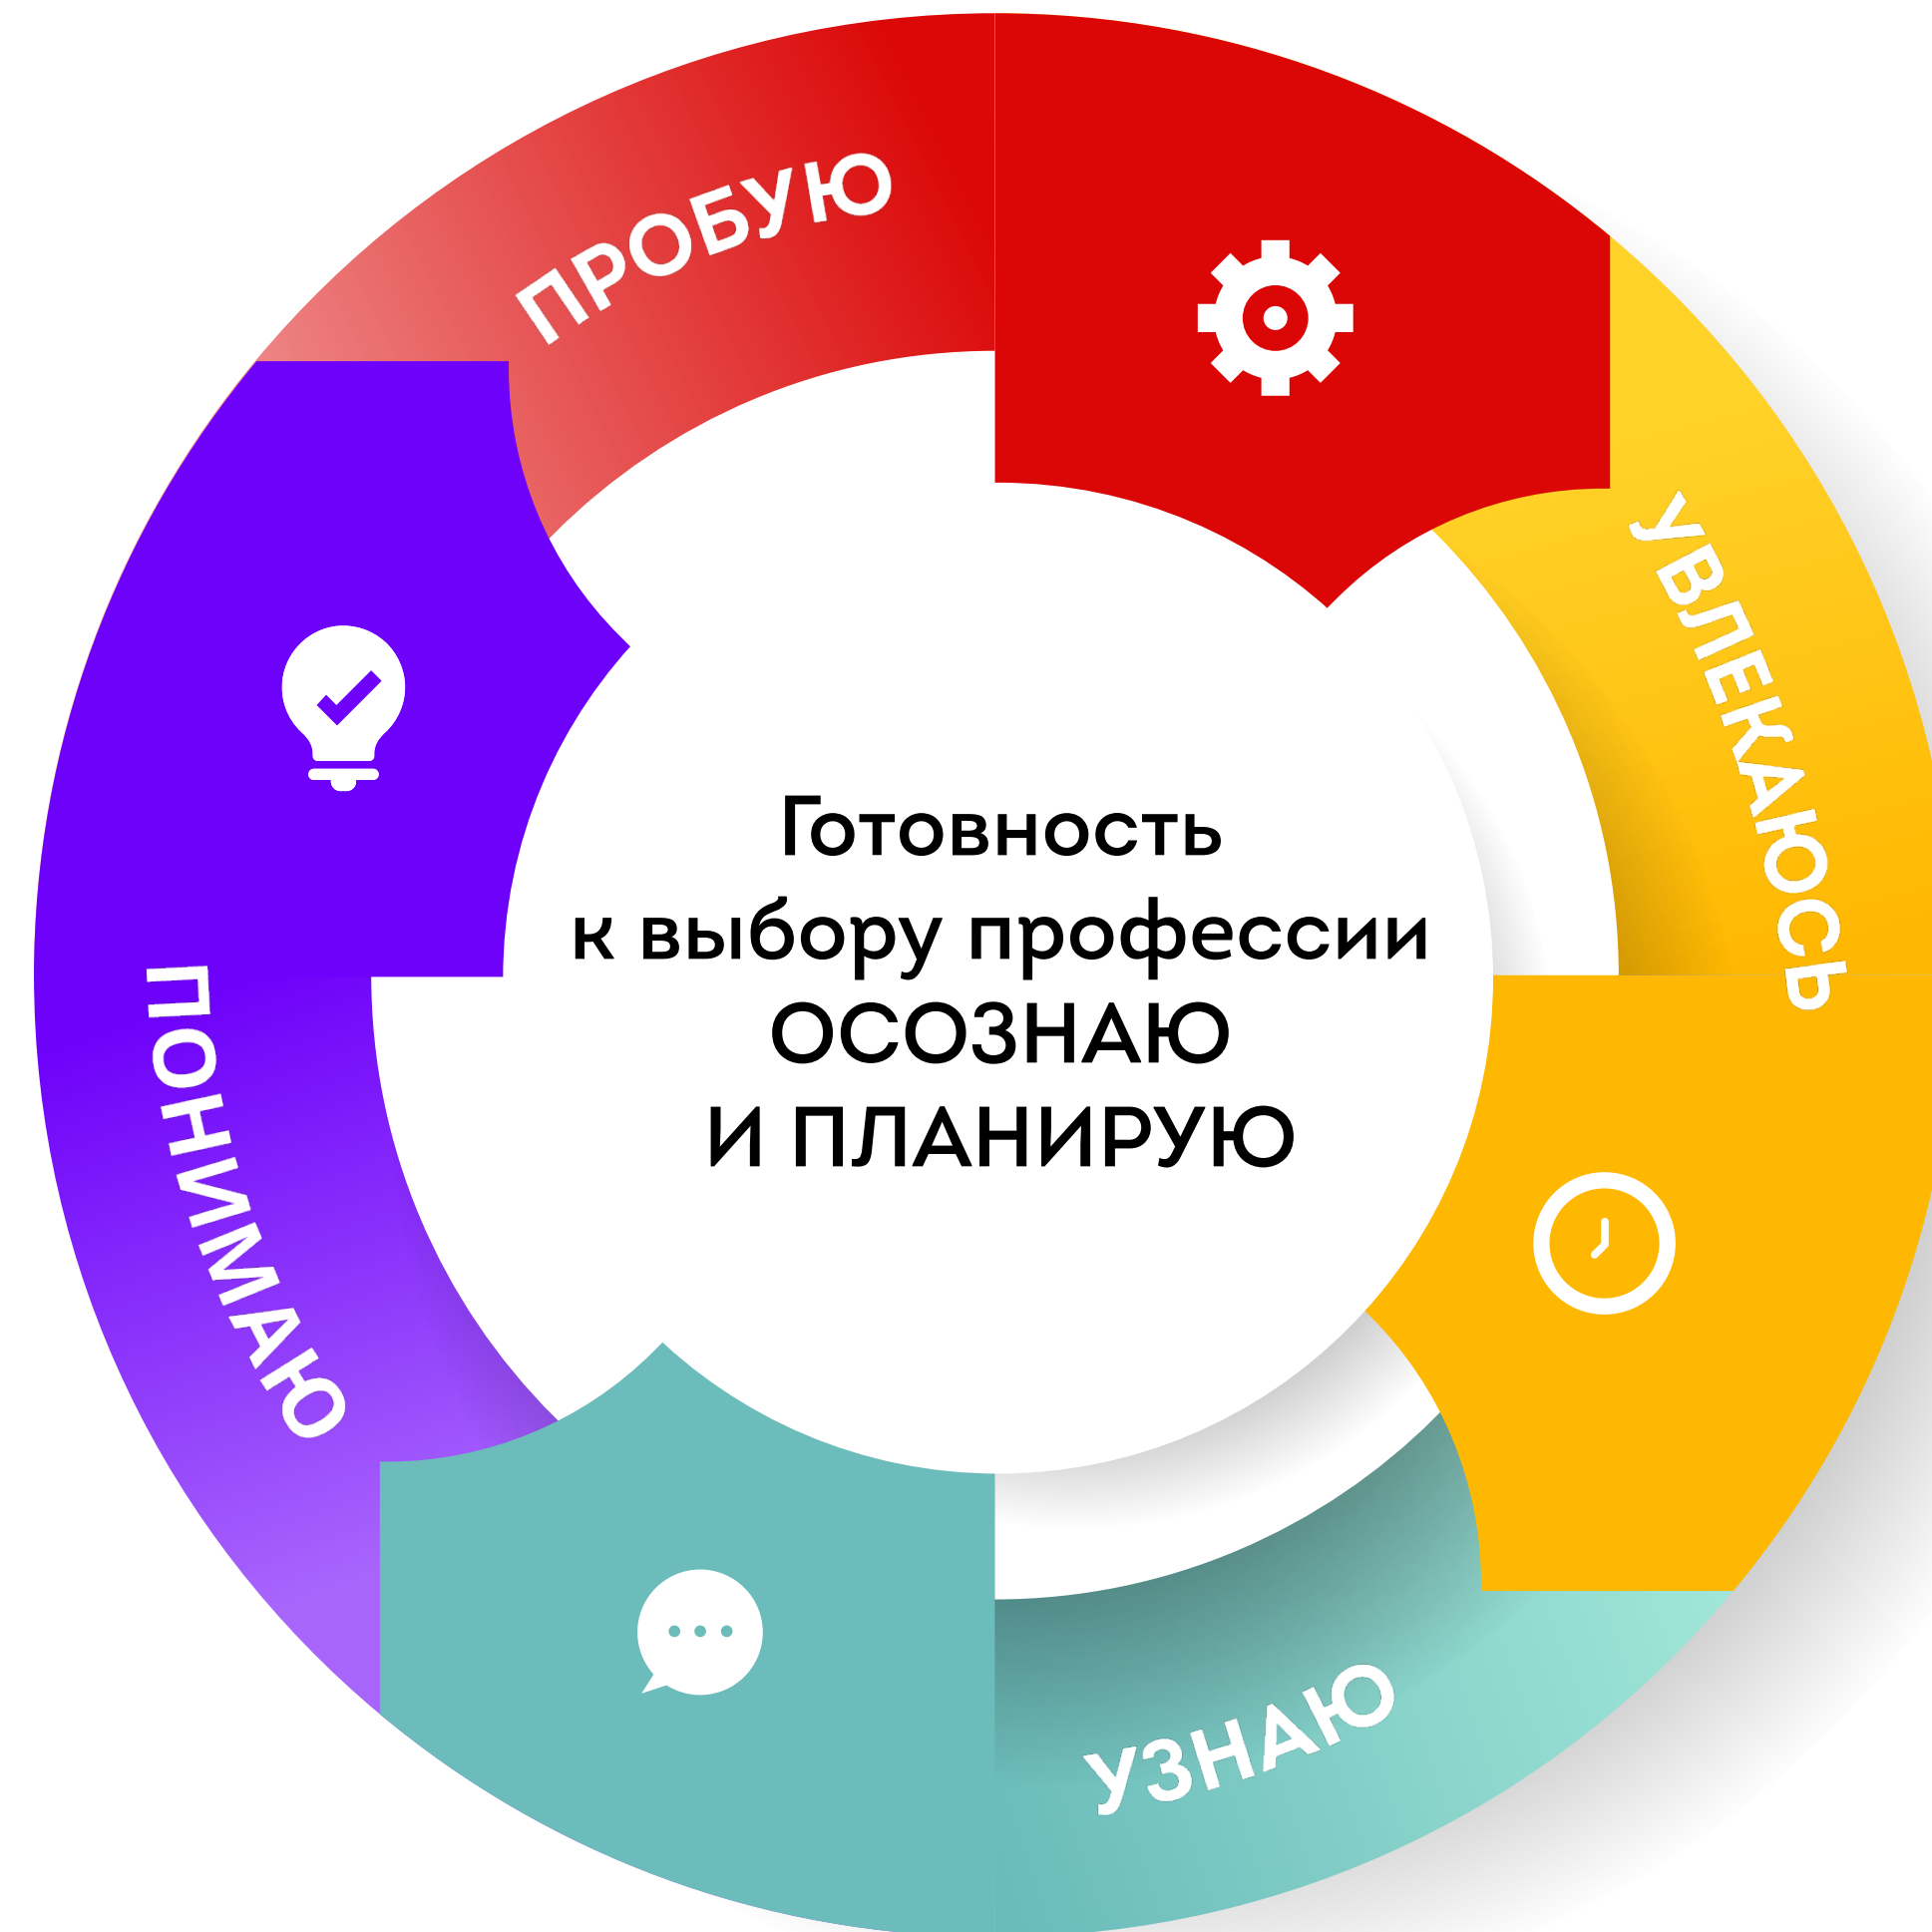 ПРОБУЮ
УВЛЕКАЮСЬ
Готовность
к выбору профессии
ОСОЗНАЮ
И ПЛАНИРУЮ
ПОНИМАЮ
УЗНАЮ